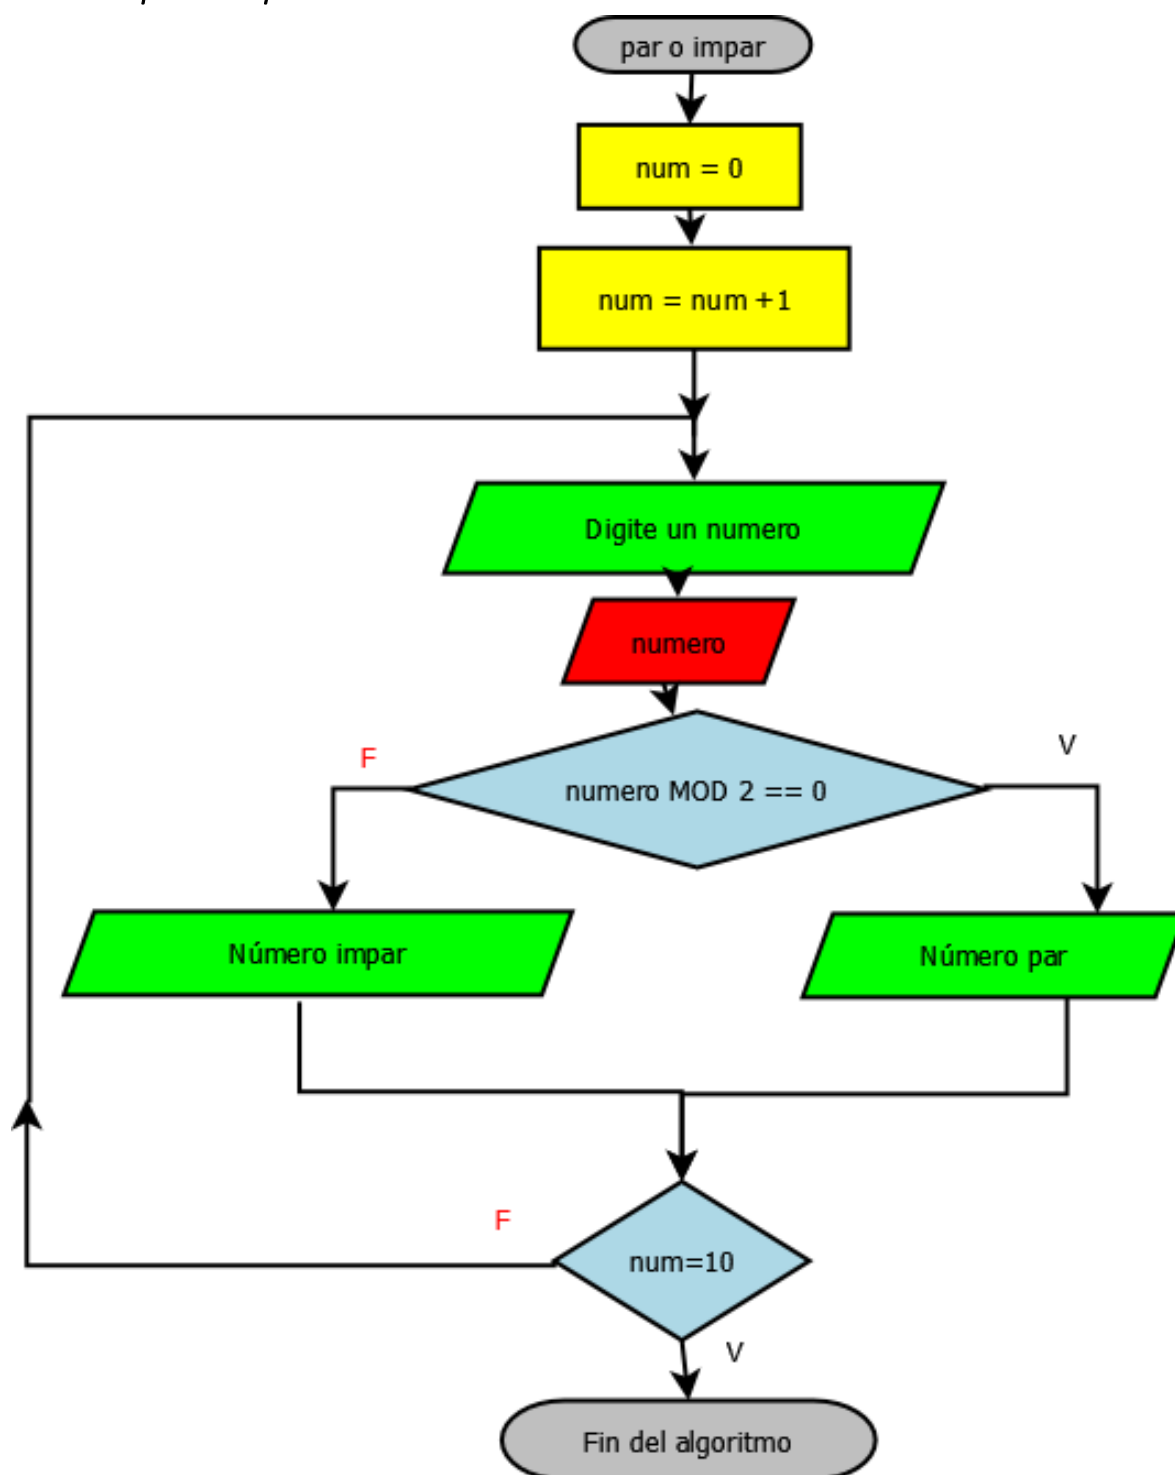 par o impar
num = 0
num = num +1
Digite un numero
numero
F
V
numero MOD 2 == 0
Número impar
Número par
F
num=10
V
Fin del algoritmo